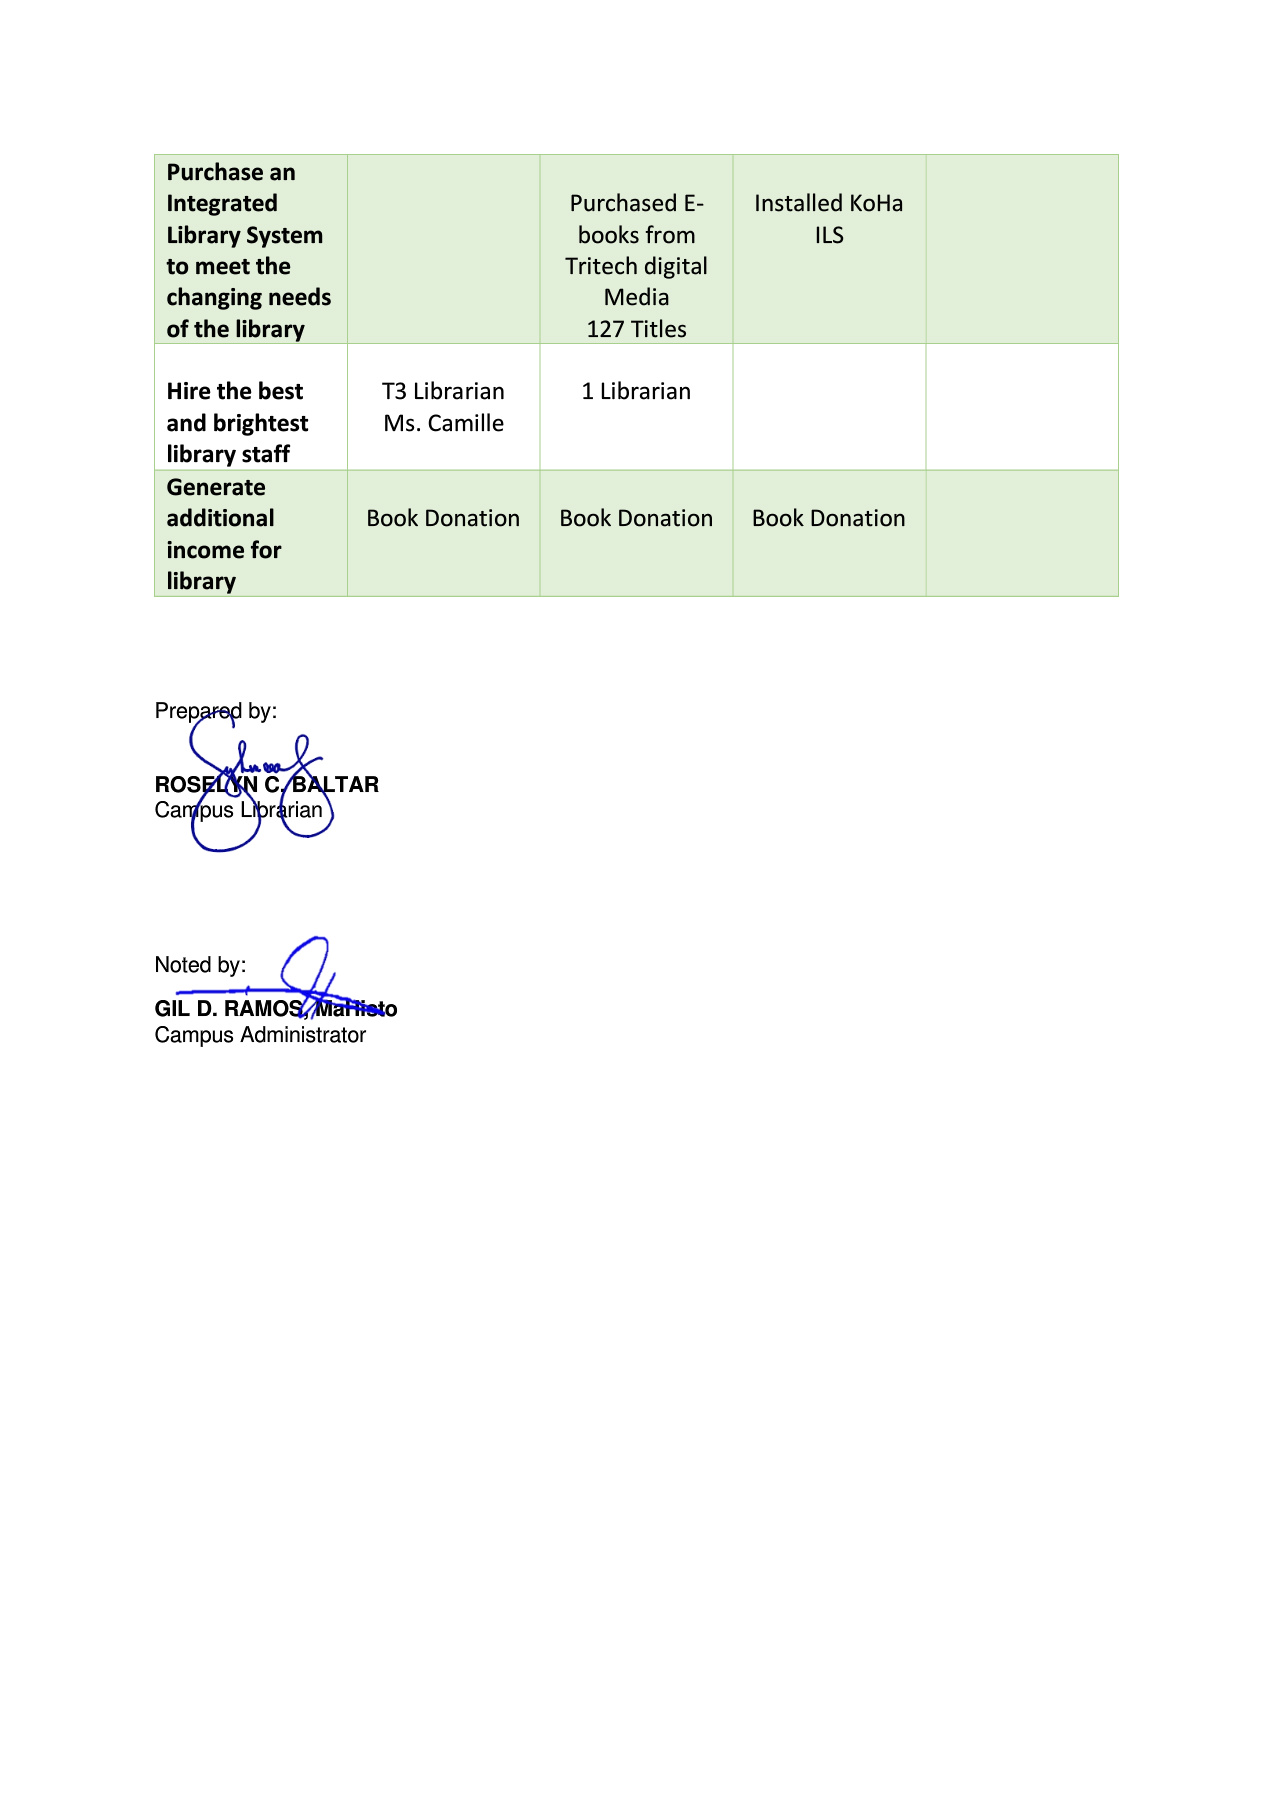 Purchase an
Integrated
Library System
to meet the
changing needs
of the library
Purchased E-
books from
Tritech digital
Media
127 Titles
Installed KoHa
ILS
Hire the best
and brightest
library staff
T3 Librarian
Ms. Camille
1 Librarian
Generate
additional
income for
library
Book Donation
Book Donation
Book Donation
Prepared by:
ROSELYN C. BALTAR
Campus Librarian
Noted by:
GIL D. RAMOS, MaHisto
Campus Administrator